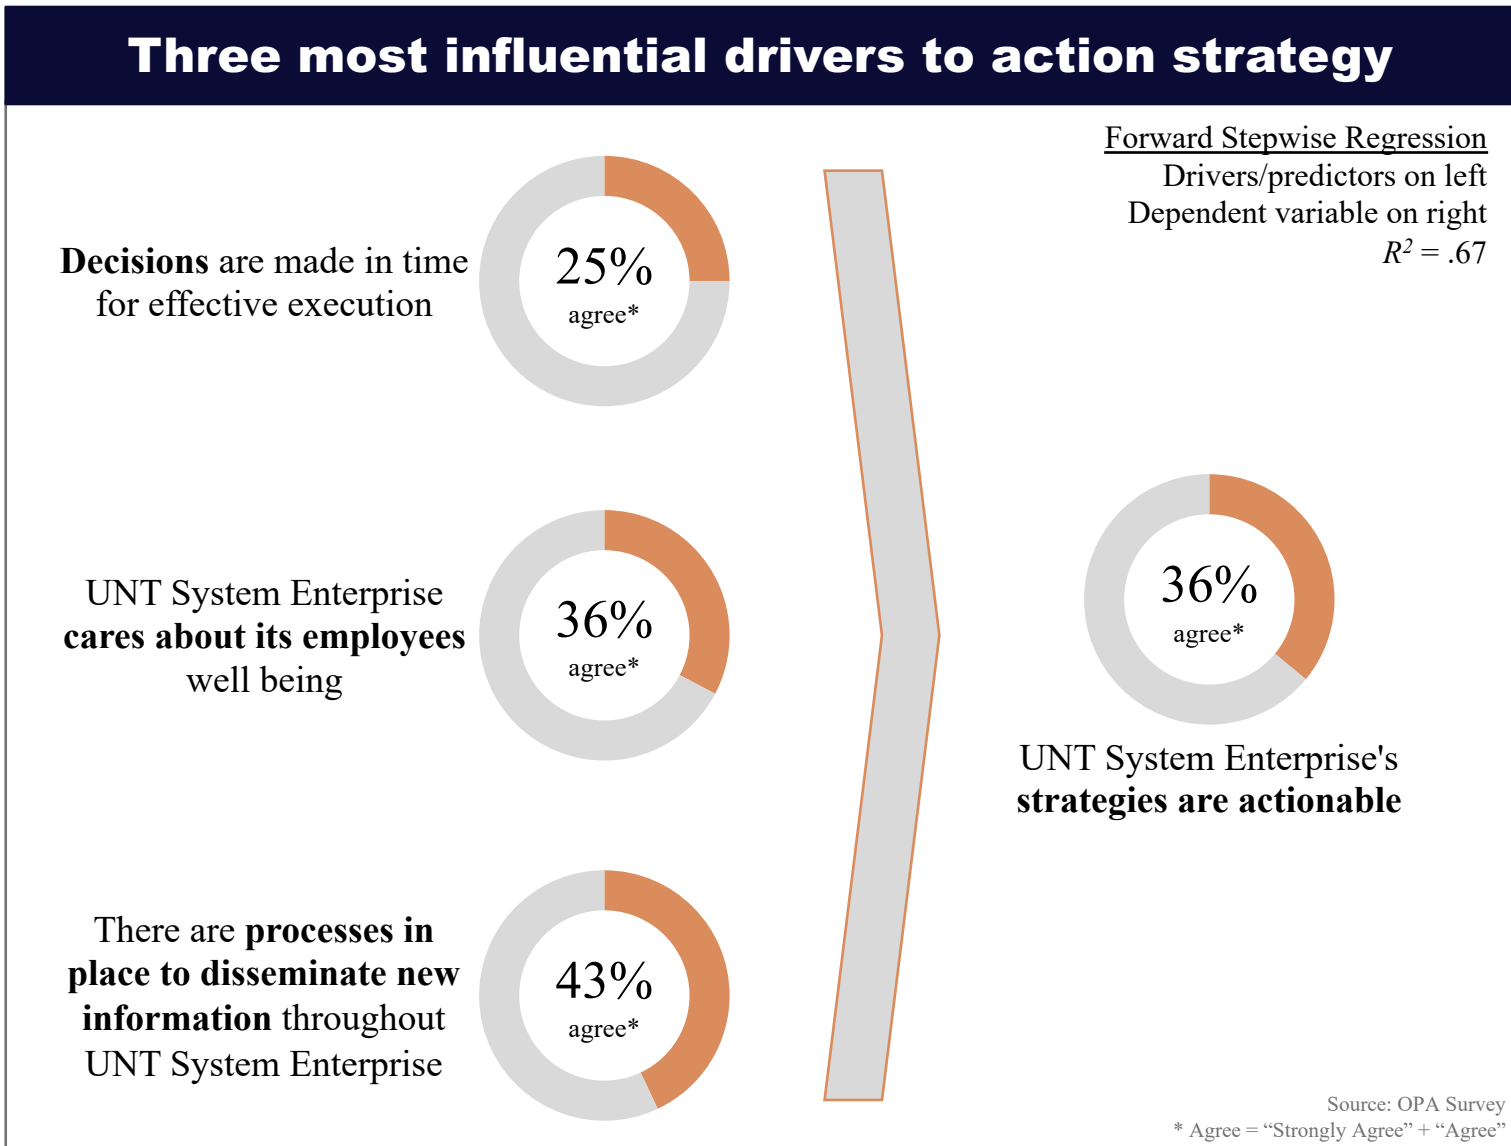 Three most influential drivers to action strategy
Forward Stepwise Regression
Drivers/predictors on left
Dependent variable on right
R² = .67
Decisions are made in time
for effective execution
25%
agree*
UNT System Enterprise
cares about its employees
well being
36%
agree*
36%
agree*
UNT System Enterprise's
strategies are actionable
There are processes in
place to disseminate new
information throughout
UNT System Enterprise
43%
agree*
Source: OPA Survey
* Agree = “Strongly Agree” + “Agree”